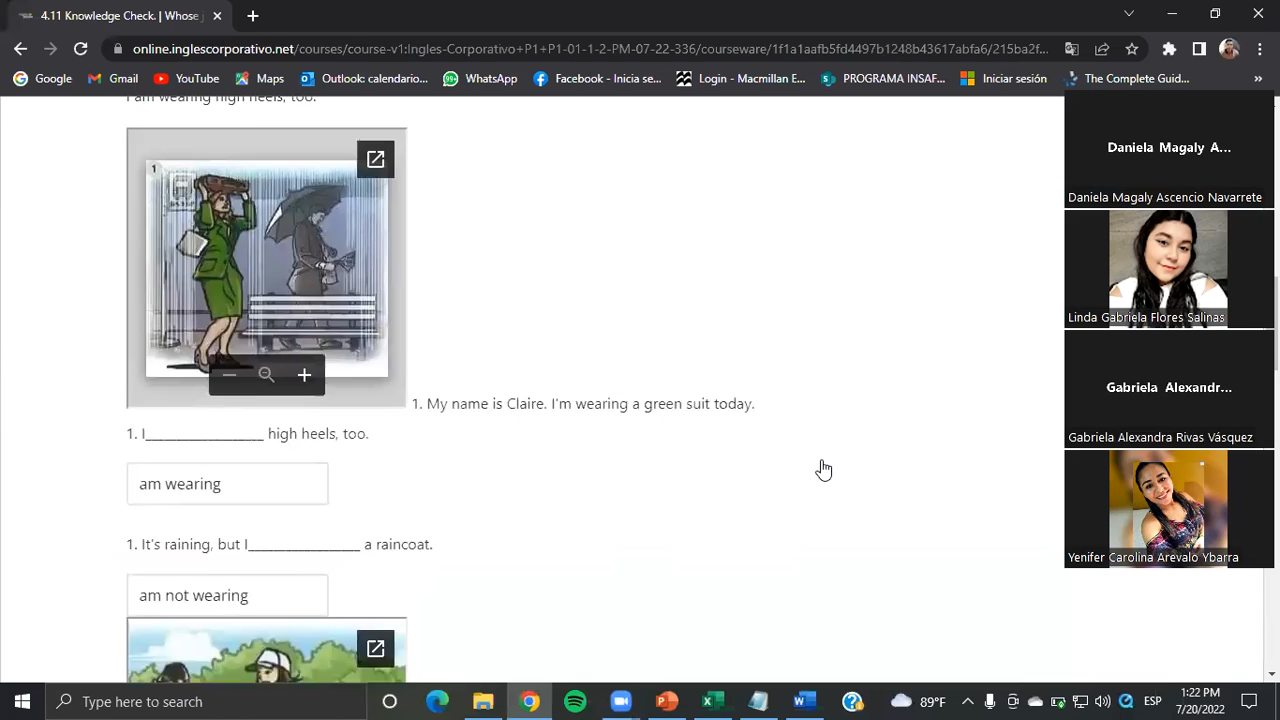 4.11 Knowledge Check. | Whose
online.inglescorporativo.net/courses/course-v1:Ingles-Corporativo+P1+P1-01-1-2-PM-07-22-336/courseware/1f1a1aafb5fd4497b1248b43617abfa6/215ba2f...
Google Gmail YouTube Maps Outlook: calendario... WhatsApp Facebook - Inicia se... Login - Macmillan E... PROGRAMA INSAF... Iniciar sesión The Complete Guid... »
I am wearing high heels, too.
1
1. My name is Claire. I'm wearing a green suit today.
1. I_________________ high heels, too.
am wearing
1. It's raining, but I________________ a raincoat.
am not wearing
Daniela Magaly A...
Daniela Magaly Ascencio Navarrete
Linda Gabriela Flores Salinas
Gabriela Alexandr...
Gabriela Alexandra Rivas Vásquez
Yenifer Carolina Arevalo Ybarra
Type here to search
89°F
ESP
1:22 PM
7/20/2022